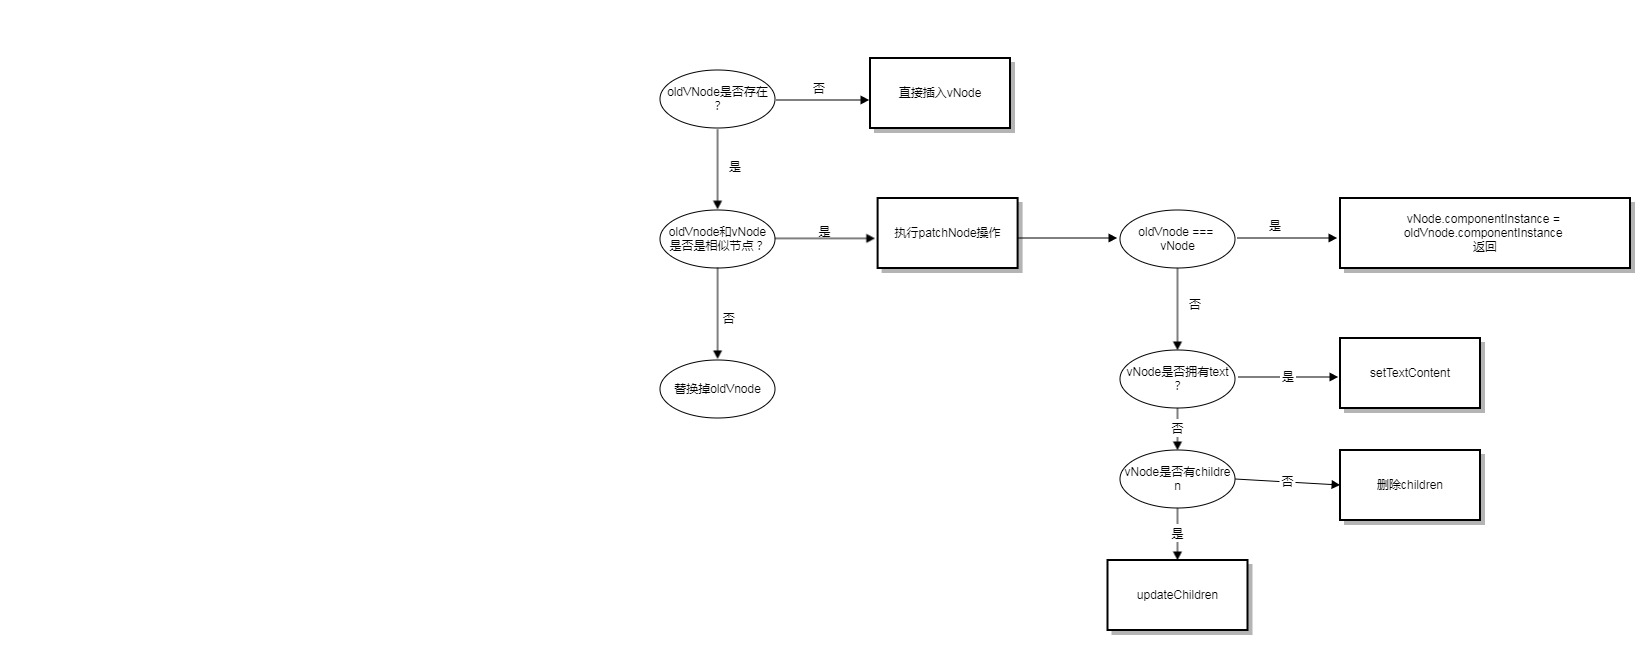 oldVNode是否存在
？
否
直接插入vNode
是
oldVnode和vNode
是否是相似节点？
是
执行patchNode操作
oldVnode ===
vNode
是
vNode.componentInstance =
oldVnode.componentInstance
返回
否
否
替换掉oldVnode
vNode是否拥有text
？
是
setTextContent
否
vNode是否有childre
n
否
删除children
是
updateChildren